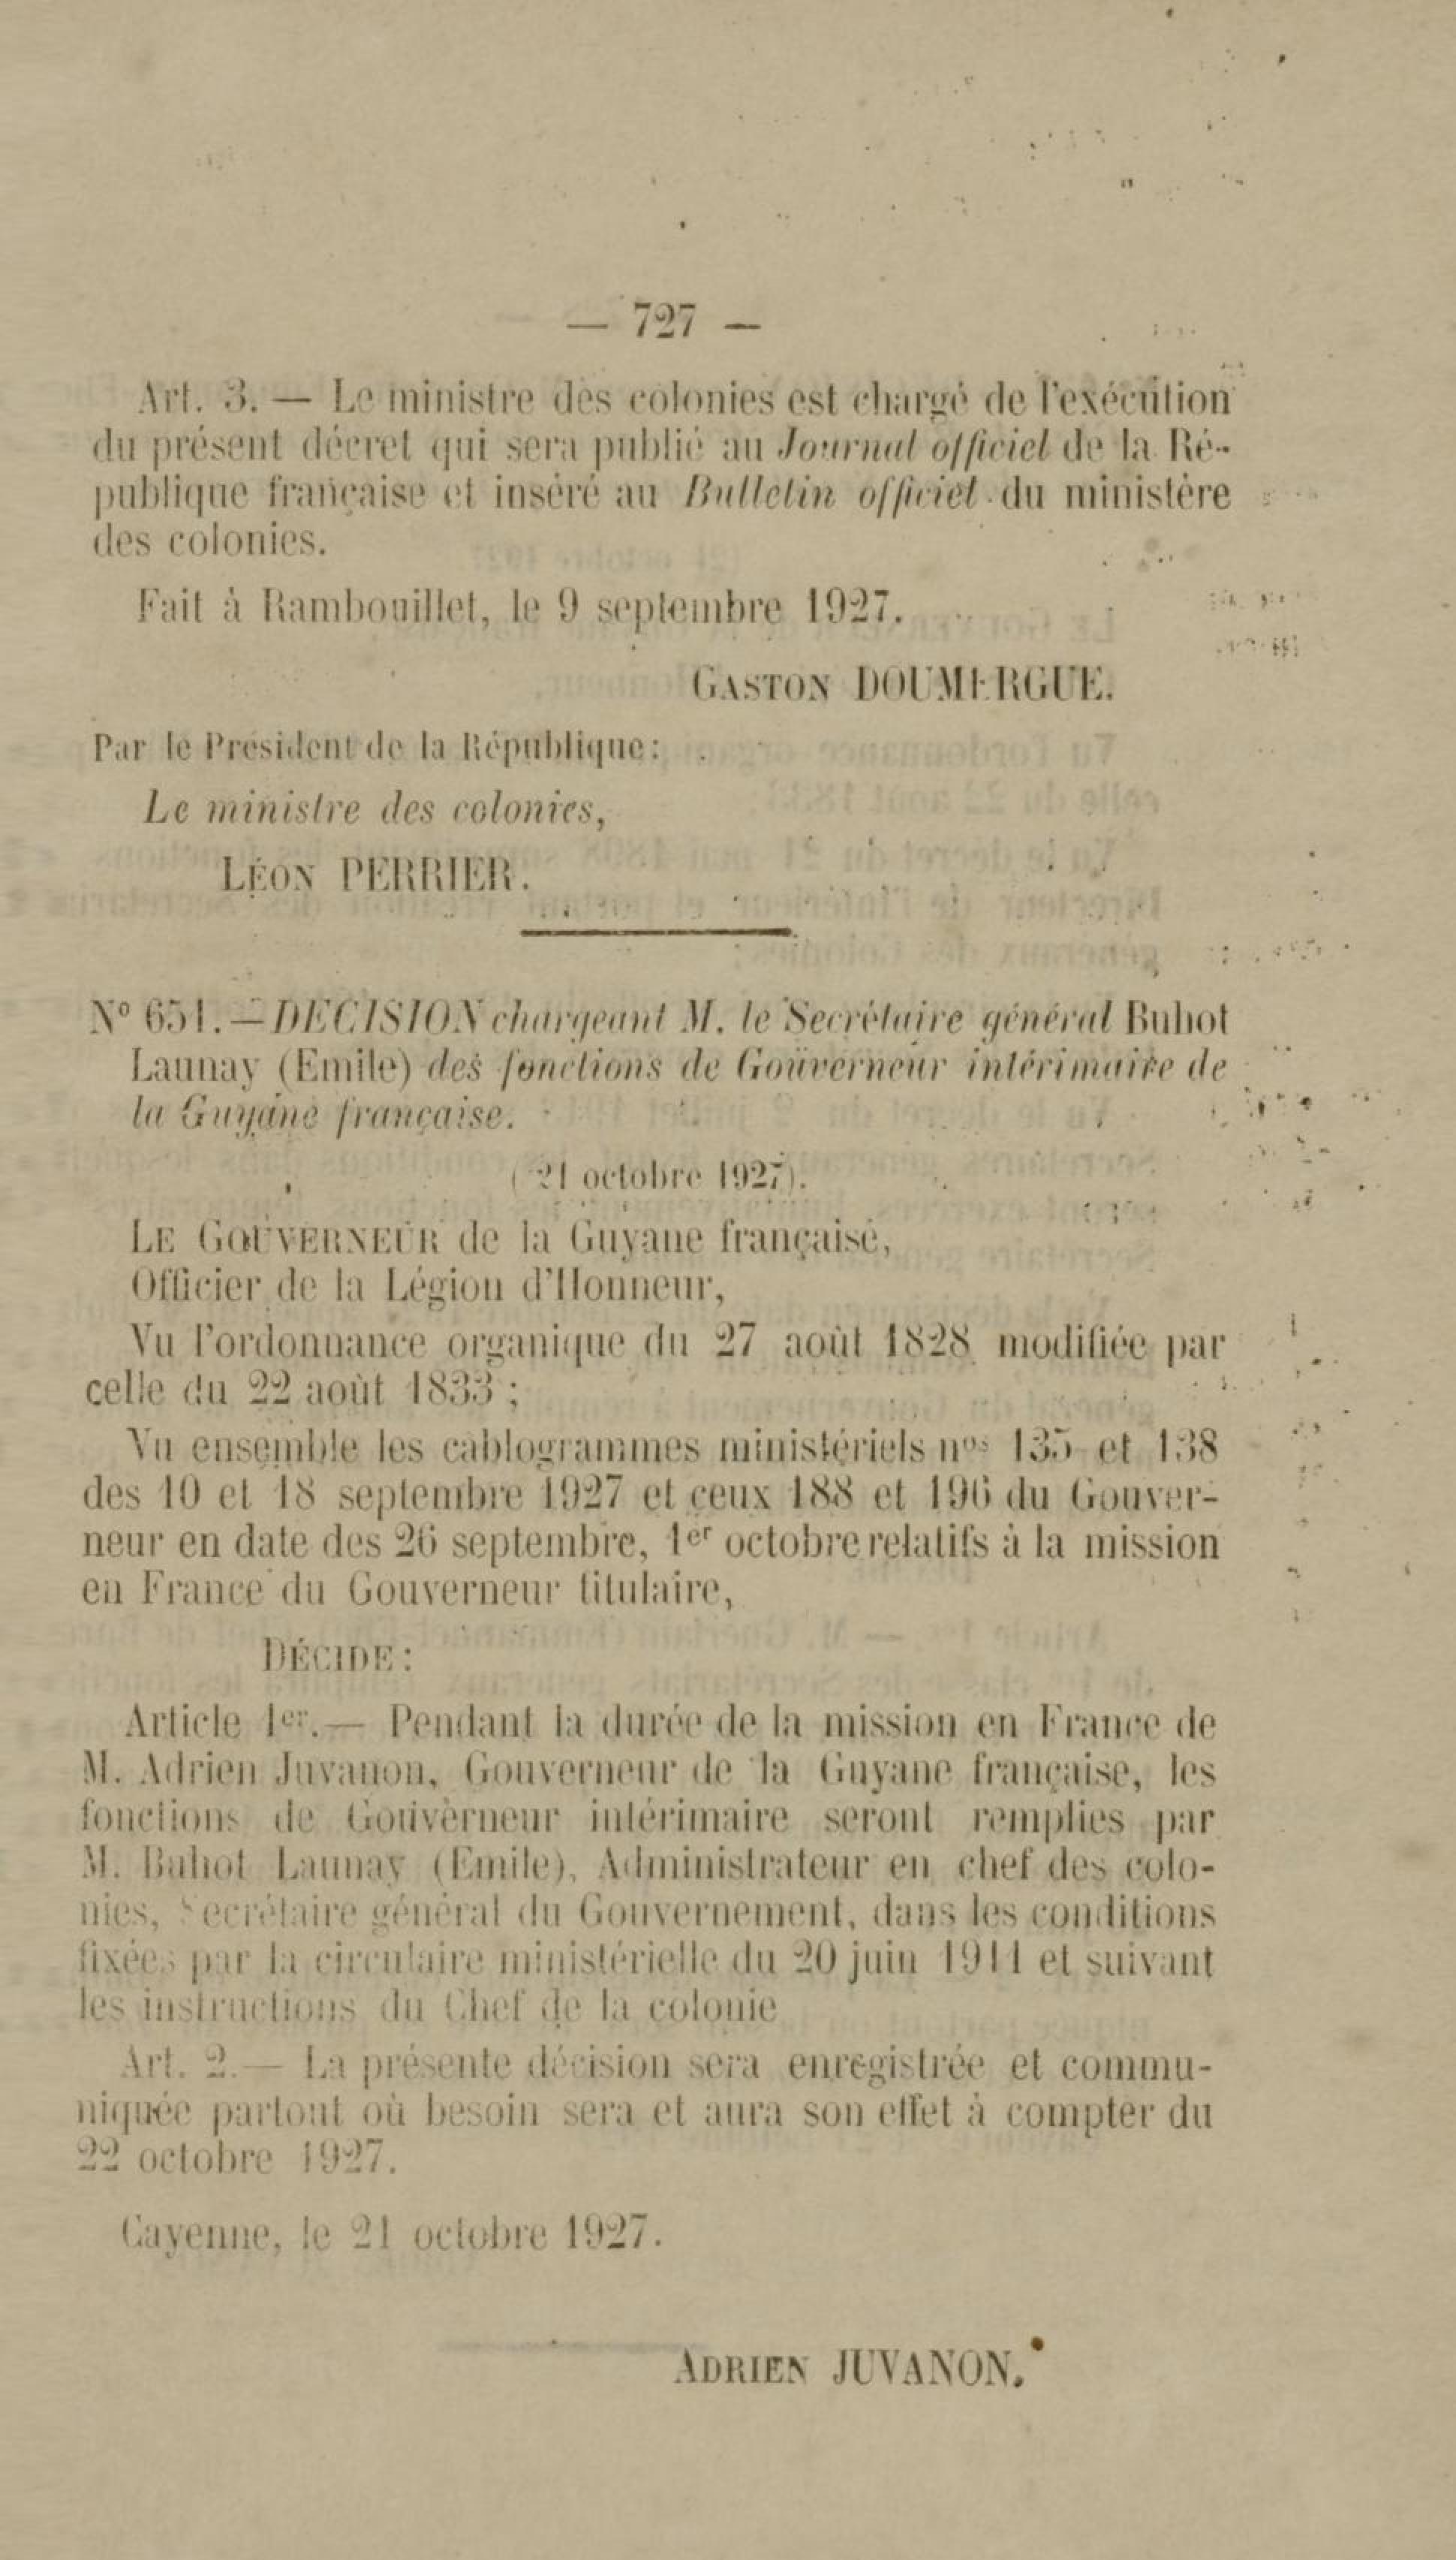 — 727 —
Art. 3. — Le ministre des colonies est chargé de l'exécution
du présent décret qui sera publié au Journal officiel de la Ré-
publique française et inséré au Bulletin officiel du ministère
des colonies.
Fait à Rambouillet, le 9 septembre 1927.
GASTON DOUMERGUE.
Par le Président de la République:
Le ministre des colonies,
LÉON PERRIER.
N° 651. — DECISION chargeant M. le Secrétaire général Buhot
Launay (Emile) des fonctions de Gouverneur intérimaire de
la Guyane française.
(21 octobre 1927).
LE GOUVERNEUR de la Guyane française,
Officier de la Légion d'Honneur,
Vu l'ordonnance organique du 27 août 1828 modifiée par
celle du 22 août 1833 ;
Vu ensemble les cablogrammes ministériels nos 135 et 138
des 10 et 18 septembre 1927 et ceux 188 et 196 du Gouver-
neur en date des 26 septembre, 1er octobre relatifs à la mission
en France du Gouverneur titulaire,
DÉCIDE:
Article 1er. — Pendant la durée de la mission en France de
M. Adrien Juvanon, Gouverneur de la Guyane française, les
fonctions de Gouverneur intérimaire seront remplies par
M. Buhot Launay (Emile), Administrateur en chef des colo-
nies, Secrétaire général du Gouvernement, dans les conditions
fixées par la circulaire ministérielle du 20 juin 1911 et suivant
les instructions du Chef de la colonie
Art. 2. — La présente décision sera enregistrée et commu-
niquée partout où besoin sera et aura son effet à compter du
22 octobre 1927.
Cayenne, le 21 octobre 1927.
ADRIEN JUVANON.